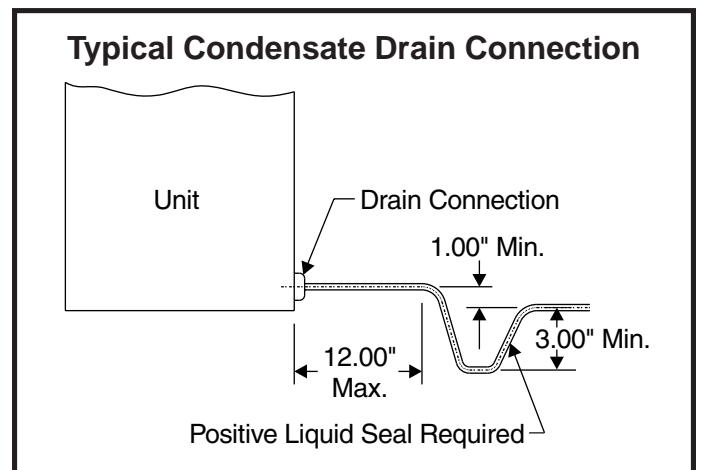 Typical Condensate Drain Connection
Unit
Drain Connection
1.00" Min.
3.00" Min.
12.00"
Max.
Positive Liquid Seal Required